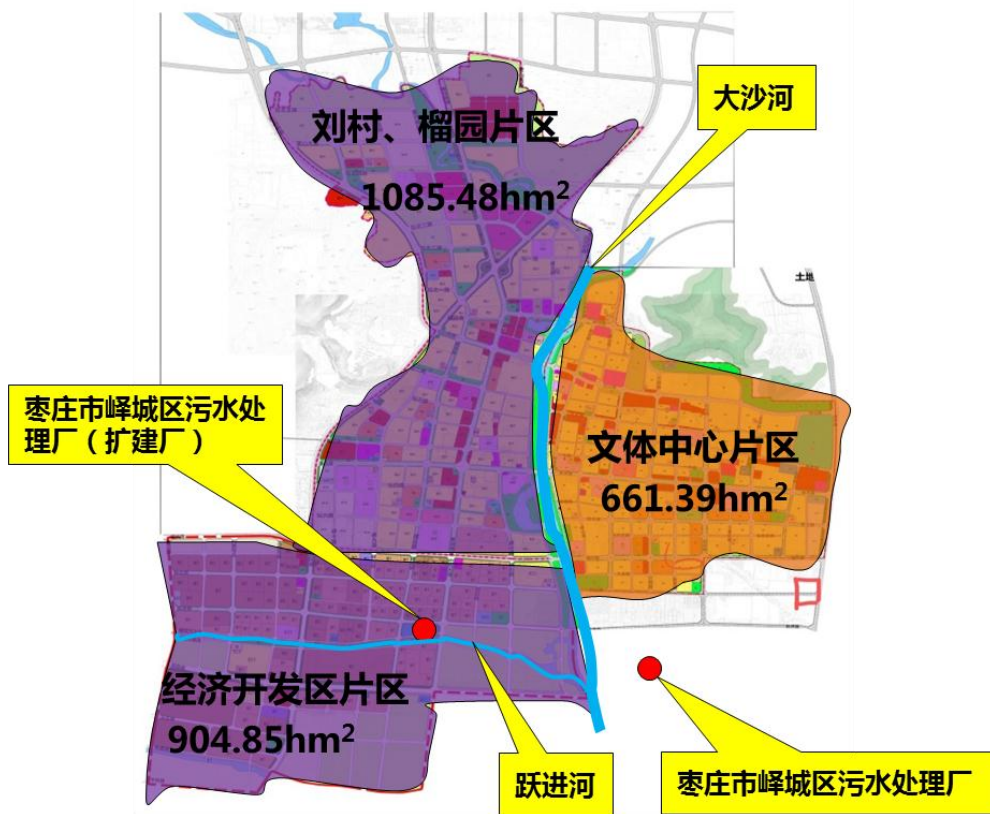 大沙河
刘村、榴园片区
1085.48hm²
土地
枣庄市峄城区污水处
理厂（扩建厂）
文体中心片区
661.39hm²
经济开发区片区
904.85hm²
跃进河
枣庄市峄城区污水处理厂